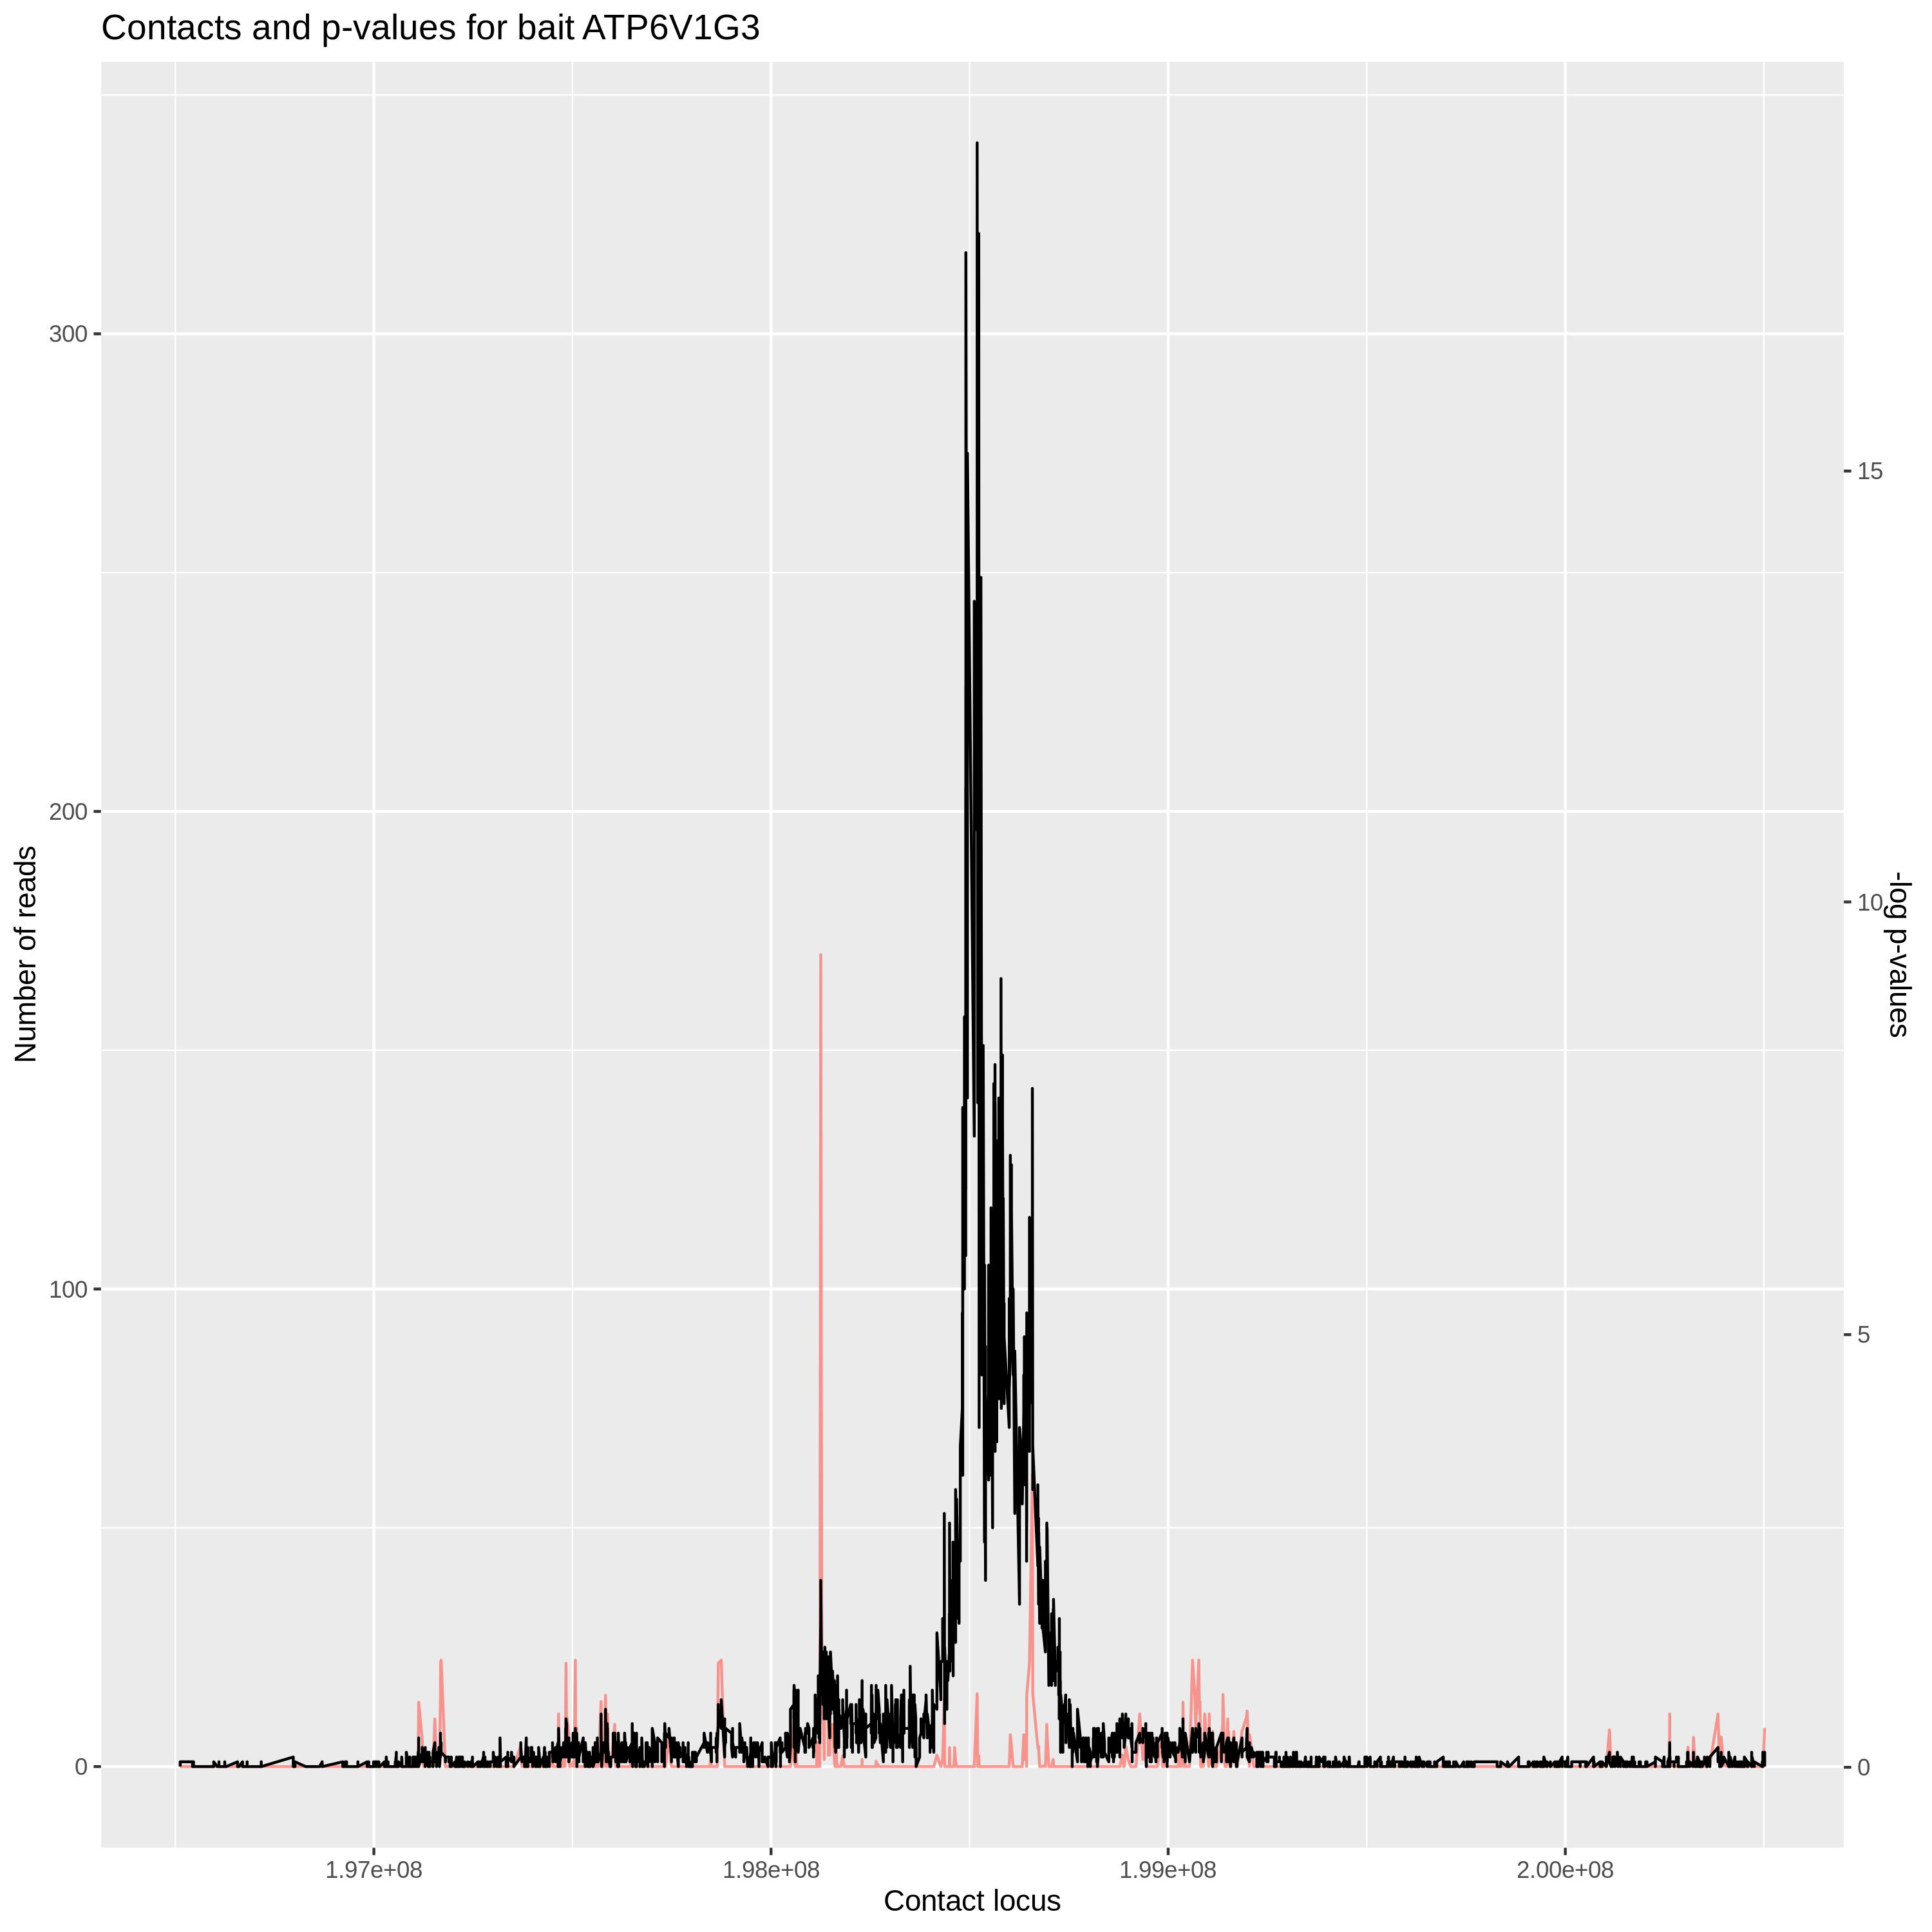 Contacts and p-values for bait ATP6V1G3
Number of reads
300
200
100
0
15
10
5
0
-log p-values
1.97e+08
1.98e+08
1.99e+08
2.00e+08
Contact locus